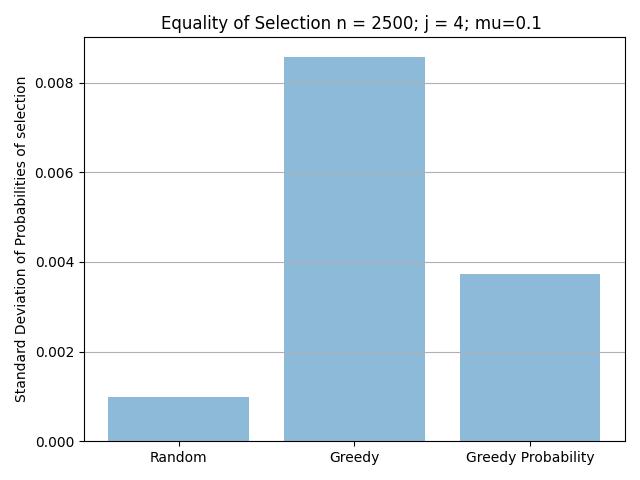 Equality of Selection n = 2500; j = 4; mu=0.1
Standard Deviation of Probabilities of selection
0.008
0.006
0.004
0.002
0.000
Random
Greedy
Greedy Probability